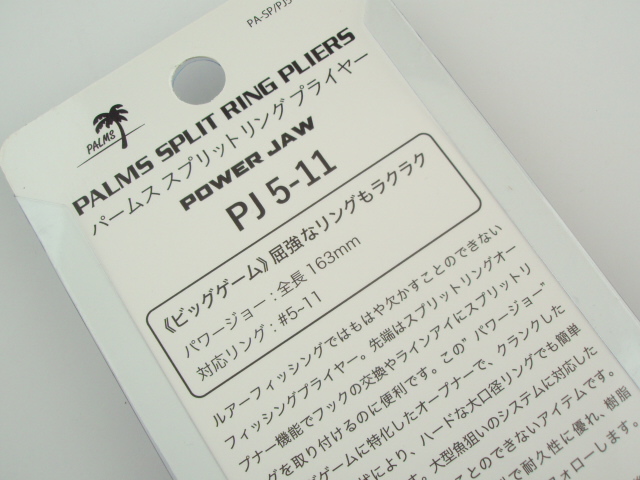 PA-SP/PJ5
PALMS
PALMS SPLIT RING PLIERS
パームス スプリットリング プライヤー
POWER JAW
PJ 5-11
《ビッグゲーム》屈強なリングもラクラク
パワージョー：全長 163mm
対応リング：#5~11
ルアーフィッシングではもはや欠かすことのできない
フィッシングプライヤー。先端はスプリットリングオー
プナー機能でフックの交換やラインアイにスプリットリ
ングを取り付けるのに便利です。この"パワージョー"
グゲームに特化したオープナーで、クランクした
により、ハードな大口径リングでも簡単
す。大型魚狙いのシステムに対応した
ことのできないアイテムです。
で耐久性に優れ、樹脂
フォローします。